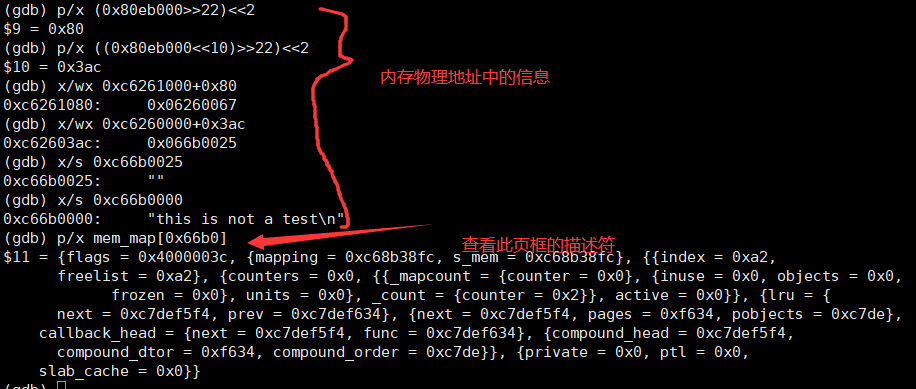 (gdb) p/x (0x80eb000>>22)<<2
$9 = 0x80
(gdb) p/x ((0x80eb000<<10)>>22)<<2
$10 = 0x3ac
内存物理地址中的信息
(gdb) x/wx 0xc6261000+0x80
0xc6261080:     0x06260067
(gdb) x/wx 0xc6260000+0x3ac
0xc62603ac:     0x066b0025
(gdb) x/s 0xc66b0025
0xc66b0025:     ""
(gdb) x/s 0xc66b0000
0xc66b0000:     "this is not a test\n"
(gdb) p/x mem_map[0x66b0]
查看此页框的描述符
$11 = {flags = 0x4000003c, {mapping = 0xc68b38fc, s_mem = 0xc68b38fc}, {{index = 0xa2,
freelist = 0xa2}, {counters = 0x0, {{_mapcount = {counter = 0x0}, {inuse = 0x0, objects = 0x0,
frozen = 0x0}, units = 0x0}, _count = {counter = 0x2}}, active = 0x0}}, {lru = {
next = 0xc7def5f4, prev = 0xc7def634}, {next = 0xc7def5f4, pages = 0xf634, pobjects = 0xc7de},
callback_head = {next = 0xc7def5f4, func = 0xc7def634}, {compound_head = 0xc7def5f4,
compound_dtor = 0xf634, compound_order = 0xc7de}}, {private = 0x0, ptl = 0x0,
slab_cache = 0x0}}
(gdb)